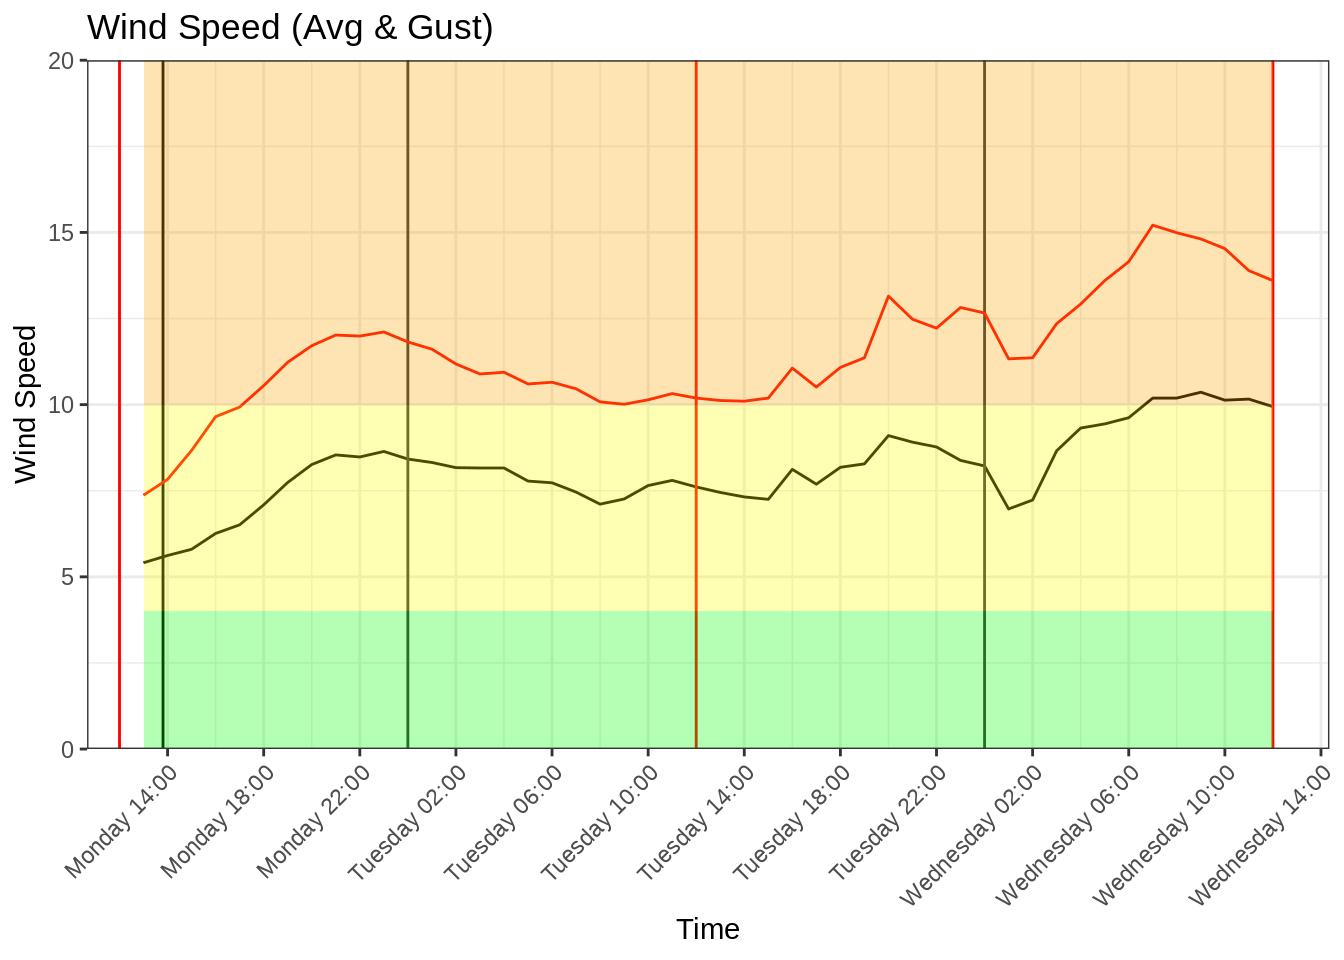 Wind Speed (Avg & Gust)
Wind Speed
20
15
10
5
0
Monday 14:00
Monday 18:00
Monday 22:00
Tuesday 02:00
Tuesday 06:00
Tuesday 10:00
Tuesday 14:00
Tuesday 18:00
Tuesday 22:00
Wednesday 02:00
Wednesday 06:00
Wednesday 10:00
Wednesday 14:00
Time